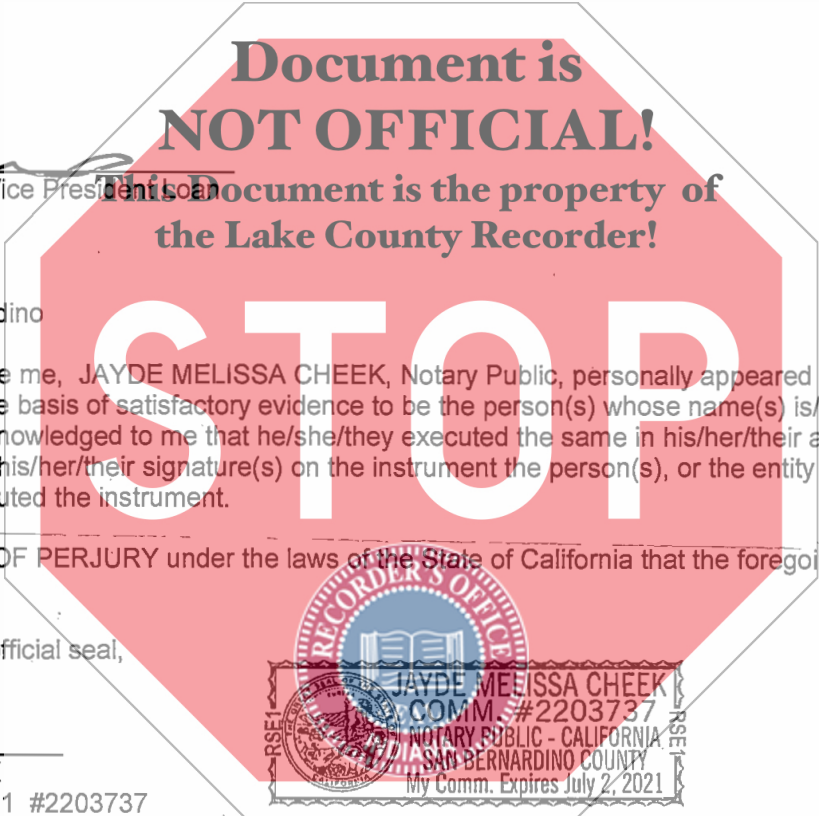 Document is
NOT OFFICIAL!
ice President Loan
This Document is the property of
the Lake County Recorder!
dino
e me, JAYDE MELISSA CHEEK, Notary Public, personally appeared
e basis of satisfactory evidence to be the person(s) whose name(s) is/
nowledged to me that he/she/they executed the same in his/her/their a
his/her/their signature(s) on the instrument the person(s), or the entity
uted the instrument.
STOP
OF PERJURY under the laws of the State of California that the foregoi
RECORDER'S OFFICE
fficial seal,
JAYDE MELISSA CHEEK
COMM. #2203737
NOTARY PUBLIC - CALIFORNIA
SAN BERNARDINO COUNTY
My Comm. Expires July 2, 2021
RSE1
RSE1
CALIFORNIA
1 #2203737